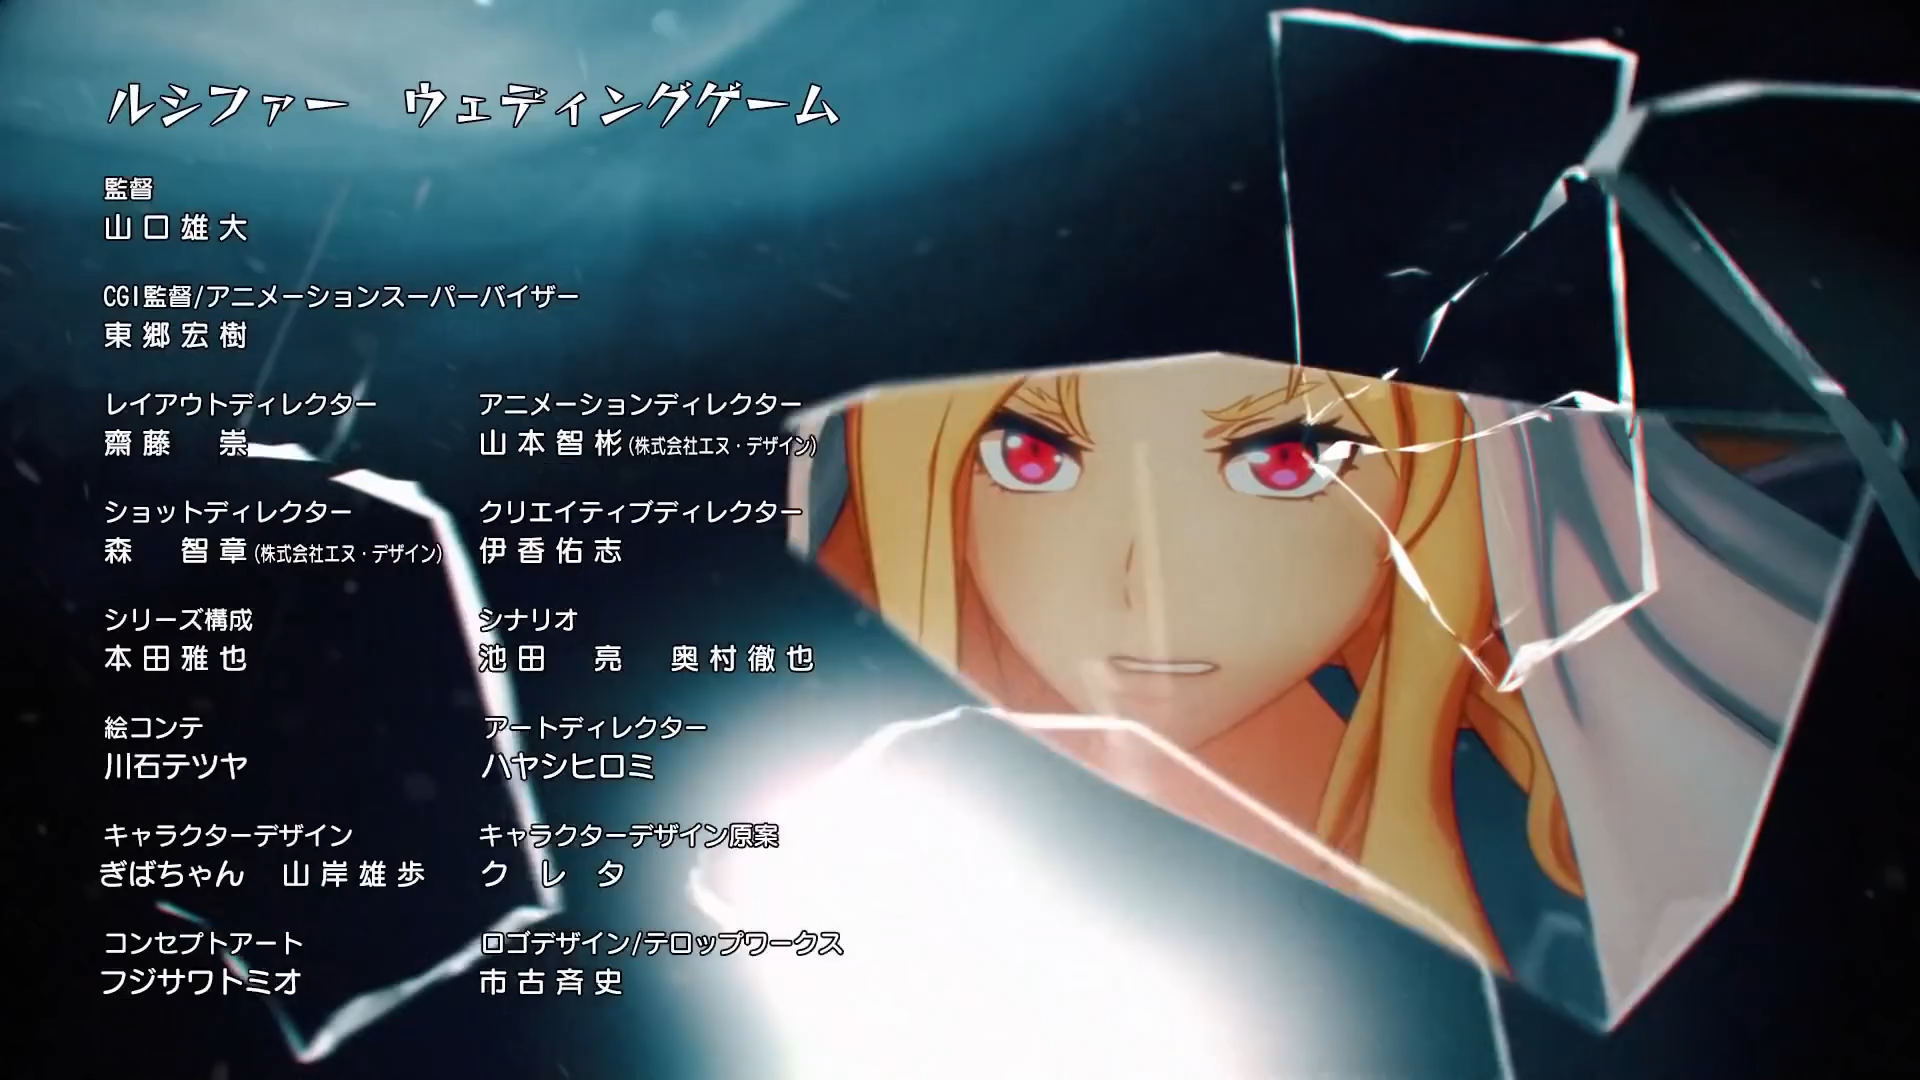 ルシファー　ウェディングゲーム
監督
山口雄大
CGI監督/アニメーションスーパーバイザー
東郷宏樹
レイアウトディレクター　アニメーションディレクター
齋藤　崇　山本智彬(株式会社エヌ・デザイン)
ショットディレクター　クリエイティブディレクター
森　智章(株式会社エヌ・デザイン)　伊香佑志
シリーズ構成　シナリオ
本田雅也　池田　亮　奥村徹也
絵コンテ　アートディレクター
川石テツヤ　ハヤシヒロミ
キャラクターデザイン　キャラクターデザイン原案
ぎばちゃん　山岸雄歩　クレタ
コンセプトアート　ロゴデザイン/テロップワークス
フジサワトミオ　市古斉史